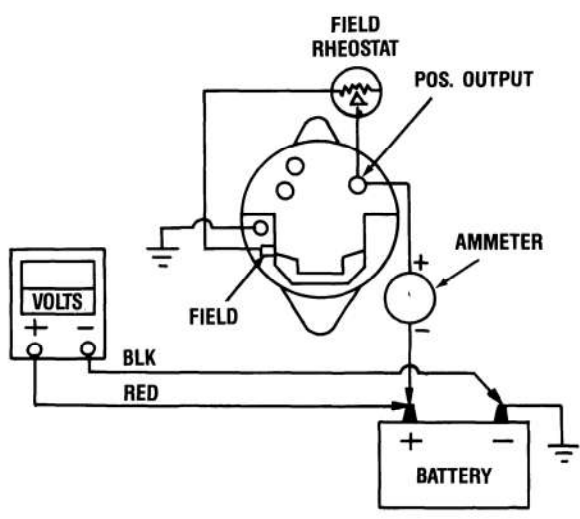 FIELD
RHEOSTAT
POS. OUTPUT
AMMETER
+
−
VOLTS
+ −
FIELD
BLK
RED
+ −
BATTERY